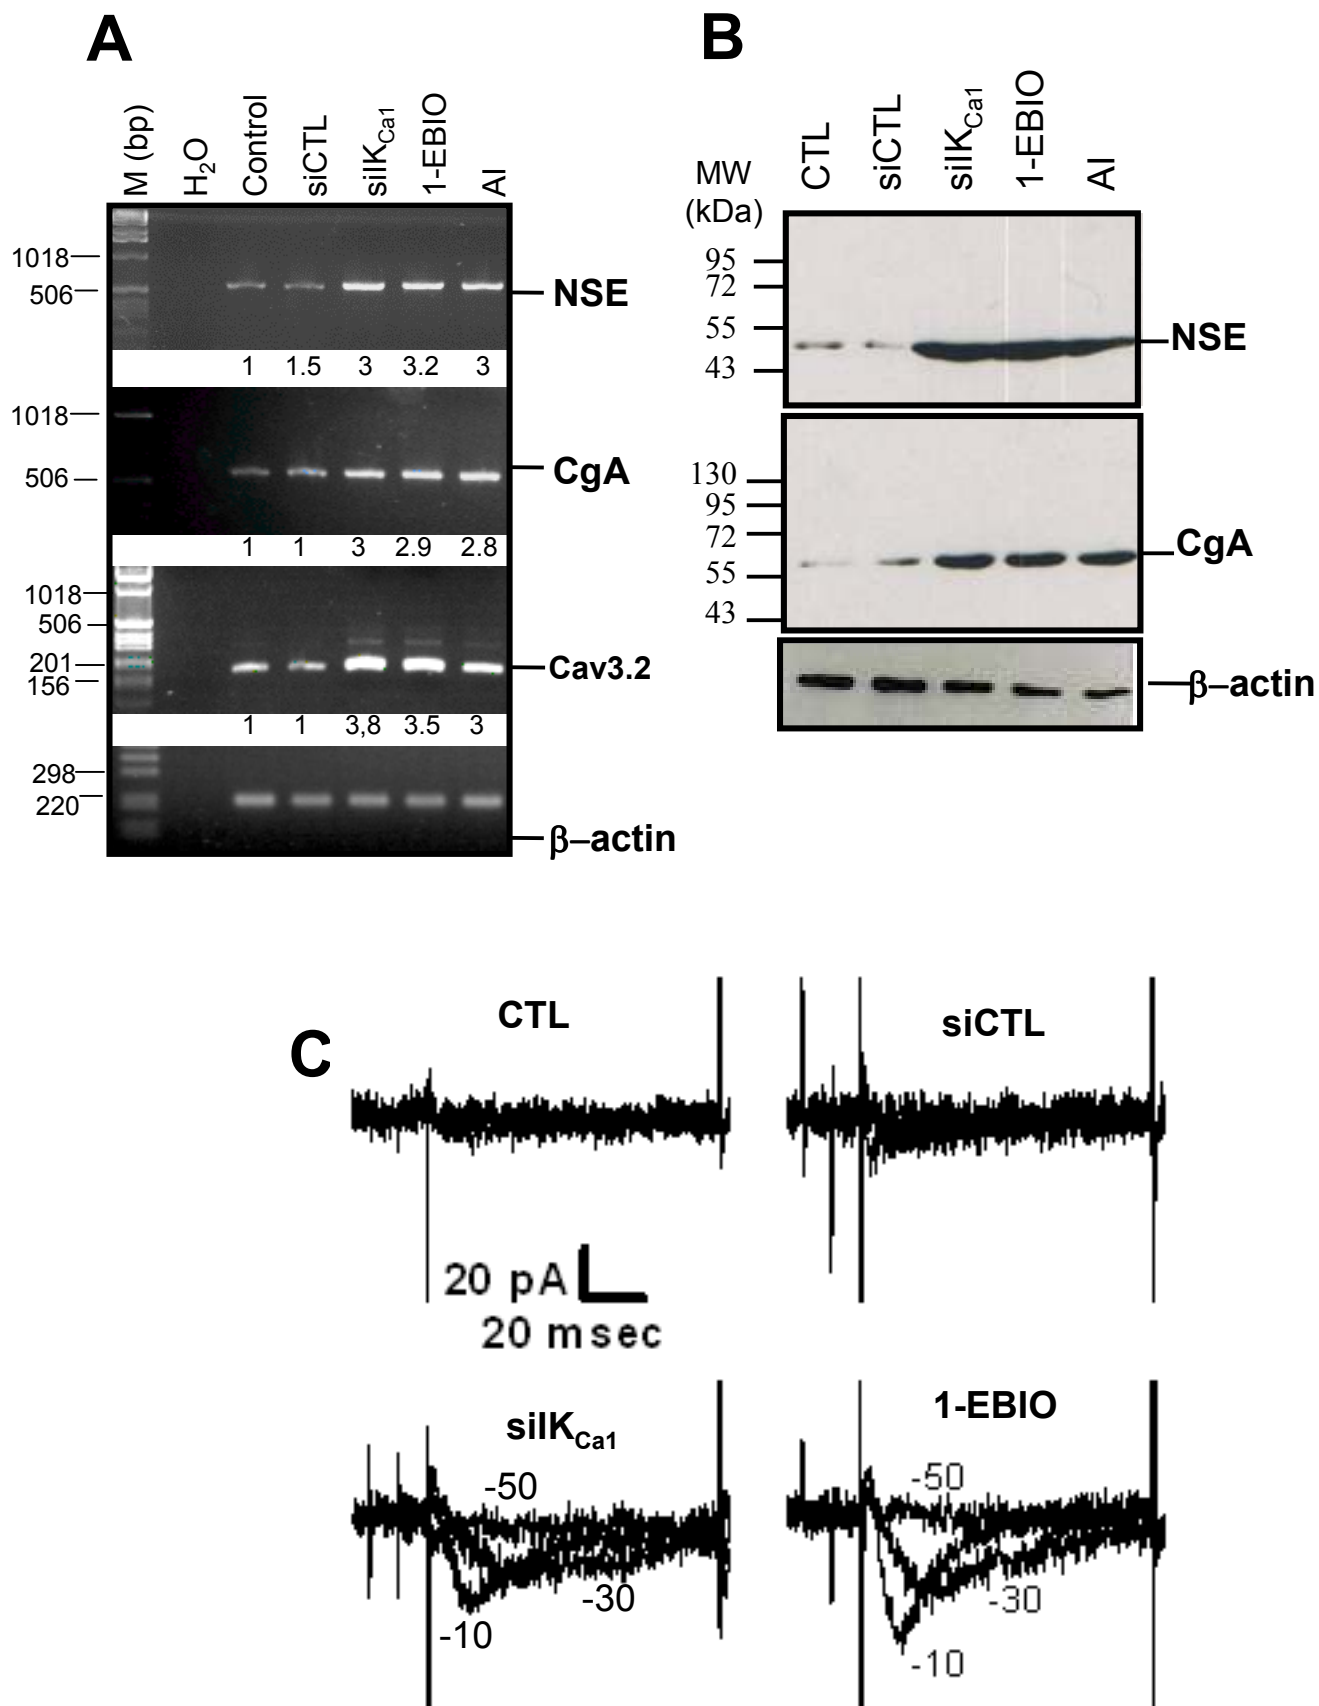 A
M (bp)
H2O
Control
siCTL
siIKCa1
1-EBIO
AI
1018
506
NSE
1 1.5 3 3.2 3
1018
506
CgA
1 1 3 2.9 2.8
1018
506
201
156
Cav3.2
1 1 3,8 3.5 3
298
220
β–actin
B
MW
(kDa)
CTL
siCTL
siIKCa1
1-EBIO
AI
95
72
55
43
NSE
130
95
72
55
43
CgA
β–actin
C
CTL
siCTL
20 pA
20 msec
siIKCa1
-50
-30
-10
1-EBIO
-50
-30
-10